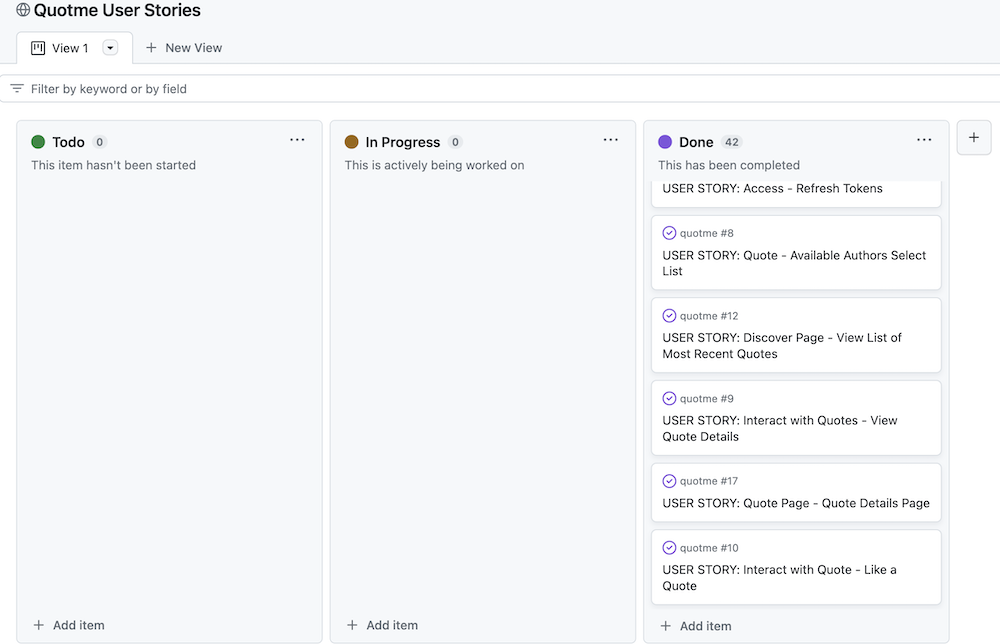 Quotme User Stories
View 1
New View
Filter by keyword or by field
Todo 0
This item hasn't been started
Add item
In Progress 0
This is actively being worked on
Add item
Done 42
This has been completed
USER STORY: Access - Refresh Tokens
quotme #8
USER STORY: Quote - Available Authors Select
List
quotme #12
USER STORY: Discover Page - View List of
Most Recent Quotes
quotme #9
USER STORY: Interact with Quotes - View
Quote Details
quotme #17
USER STORY: Quote Page - Quote Details Page
quotme #10
USER STORY: Interact with Quote - Like a
Quote
Add item